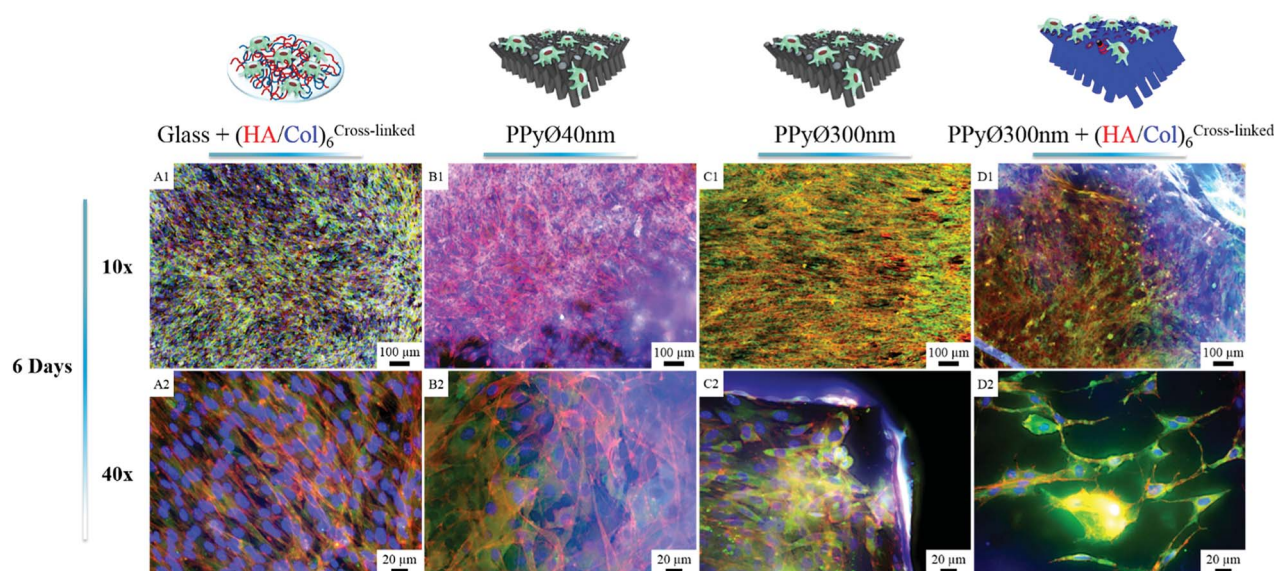 Glass + (HA/Col)₆Cross-linked
PPyØ40nm
PPyØ300nm
PPyØ300nm + (HA/Col)₆Cross-linked
A1
B1
C1
D1
10x
100 µm
100 µm
100 µm
100 µm
6 Days
A2
B2
C2
D2
40x
20 µm
20 µm
20 µm
20 µm